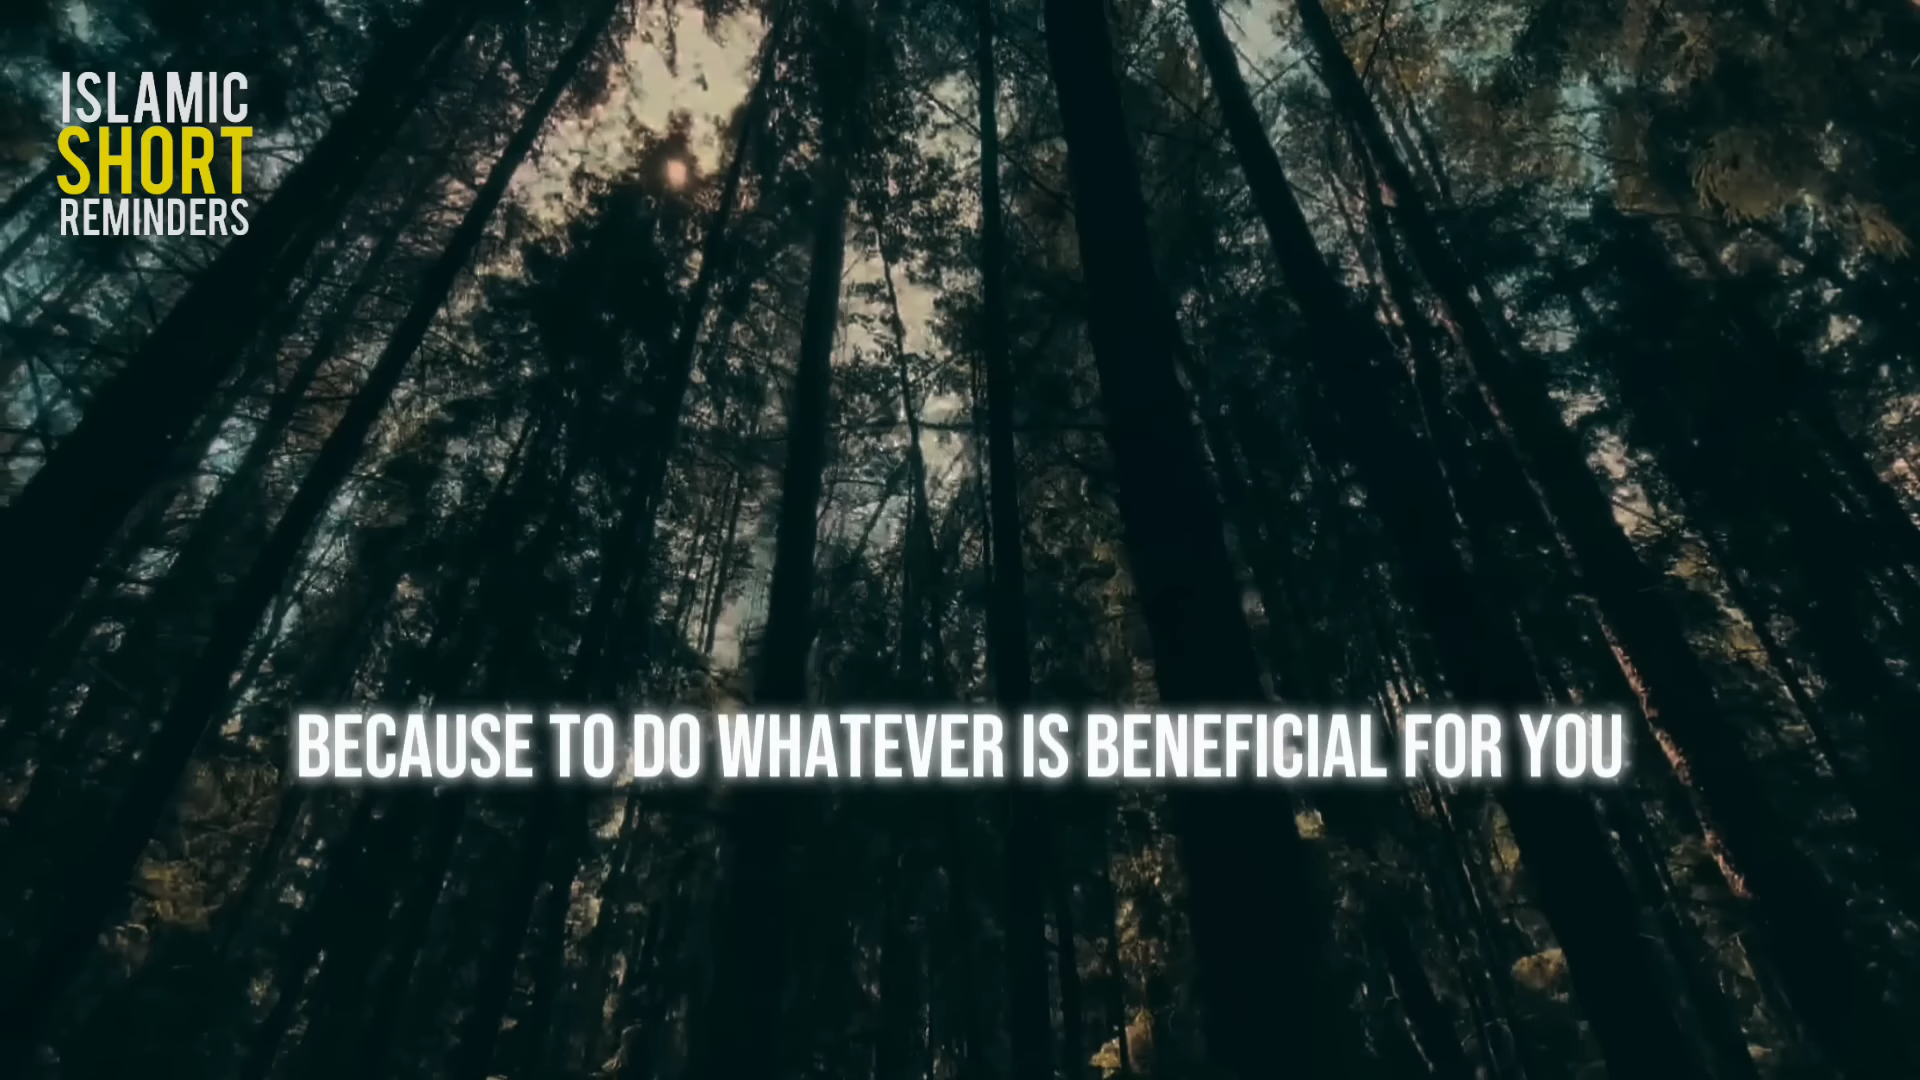 ISLAMIC
SHORT
REMINDERS
BECAUSE TO DO WHATEVER IS BENEFICIAL FOR YOU